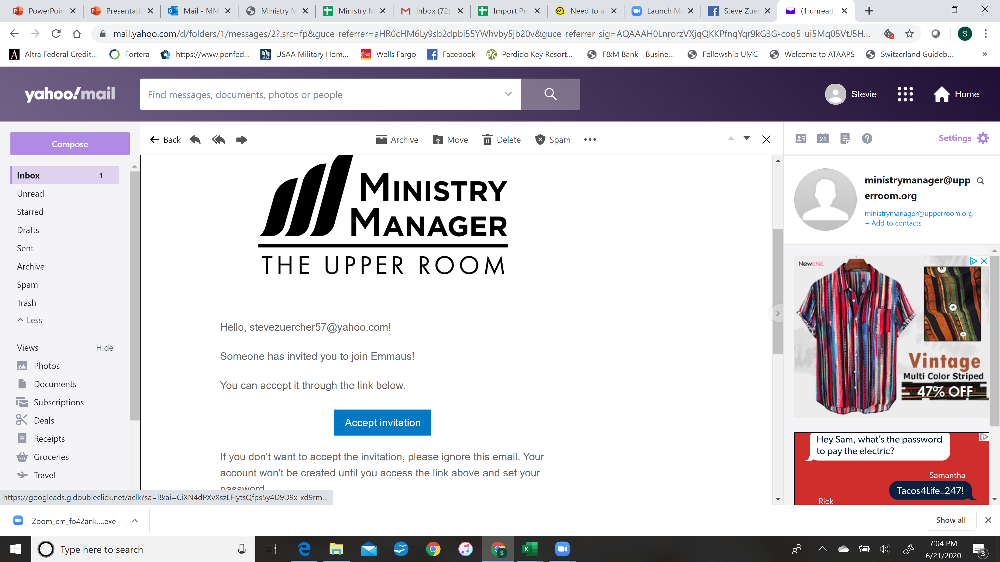 PowerPoin
Presentati
Mail - MM
Ministry M
Ministry M
Inbox (72)
Import Pro
Need to a
Launch Me
Steve Zuer
(1 unread)
mail.yahoo.com/d/folders/1/messages/2?.src=fp&guce_referrer=aHR0cHM6Ly9sb2dpbi55YWhvby5jb20v&guce_referrer_sig=AQAAAH0LnrorzVXjqQKKPfnqYqr9kG3G-coq5_ui5Mq05VtJ5H...
S
Altra Federal Credit...
Fortera
https://www.penfed...
USAA Military Hom...
Wells Fargo
Facebook
Perdido Key Resort...
F&M Bank - Busine...
Fellowship UMC
Welcome to ATAAPS
Switzerland Guideb...
»
yahoo!mail
Find messages, documents, photos or people
Stevie
Home
Compose
Back
Archive
Move
Delete
Spam
21
Settings
Inbox 1
Unread
Starred
Drafts
Sent
Archive
Spam
Trash
Less
Views Hide
Photos
Documents
Subscriptions
Deals
Receipts
Groceries
Travel
MINISTRY
MANAGER
THE UPPER ROOM
Hello, stevezuercher57@yahoo.com!
Someone has invited you to join Emmaus!
You can accept it through the link below.
Accept invitation
If you don't want to accept the invitation, please ignore this email. Your
account won't be created until you access the link above and set your
password
ministrymanager@upp
erroom.org
ministrymanager@upperroom.org
+ Add to contacts
Newchic
Vintage
Multi Color Striped
47% OFF
Hey Sam, what's the password
to pay the electric?
Samantha
Tacos4Life_247!
Rick
https://googleads.g.doubleclick.net/aclk?sa=l&ai=CiXN4dPXvXszLFIytsQfps5y4D9D9x-xd9rm...
Zoom_cm_fo42ank....exe
Show all
Type here to search
S
7:04 PM
6/21/2020
3